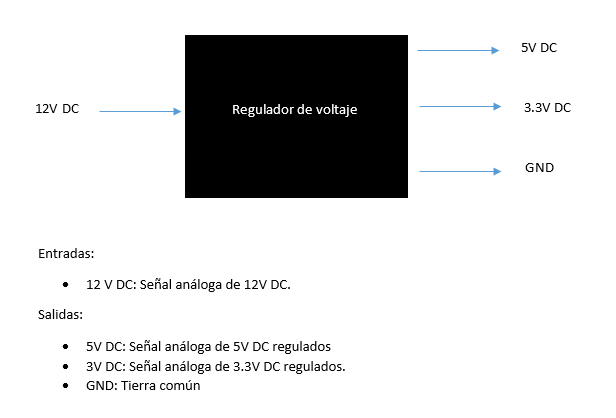 5V DC
12V DC
Regulador de voltaje
3.3V DC
GND
Entradas:
• 12 V DC: Señal análoga de 12V DC.
Salidas:
• 5V DC: Señal análoga de 5V DC regulados
• 3V DC: Señal análoga de 3.3V DC regulados.
• GND: Tierra común